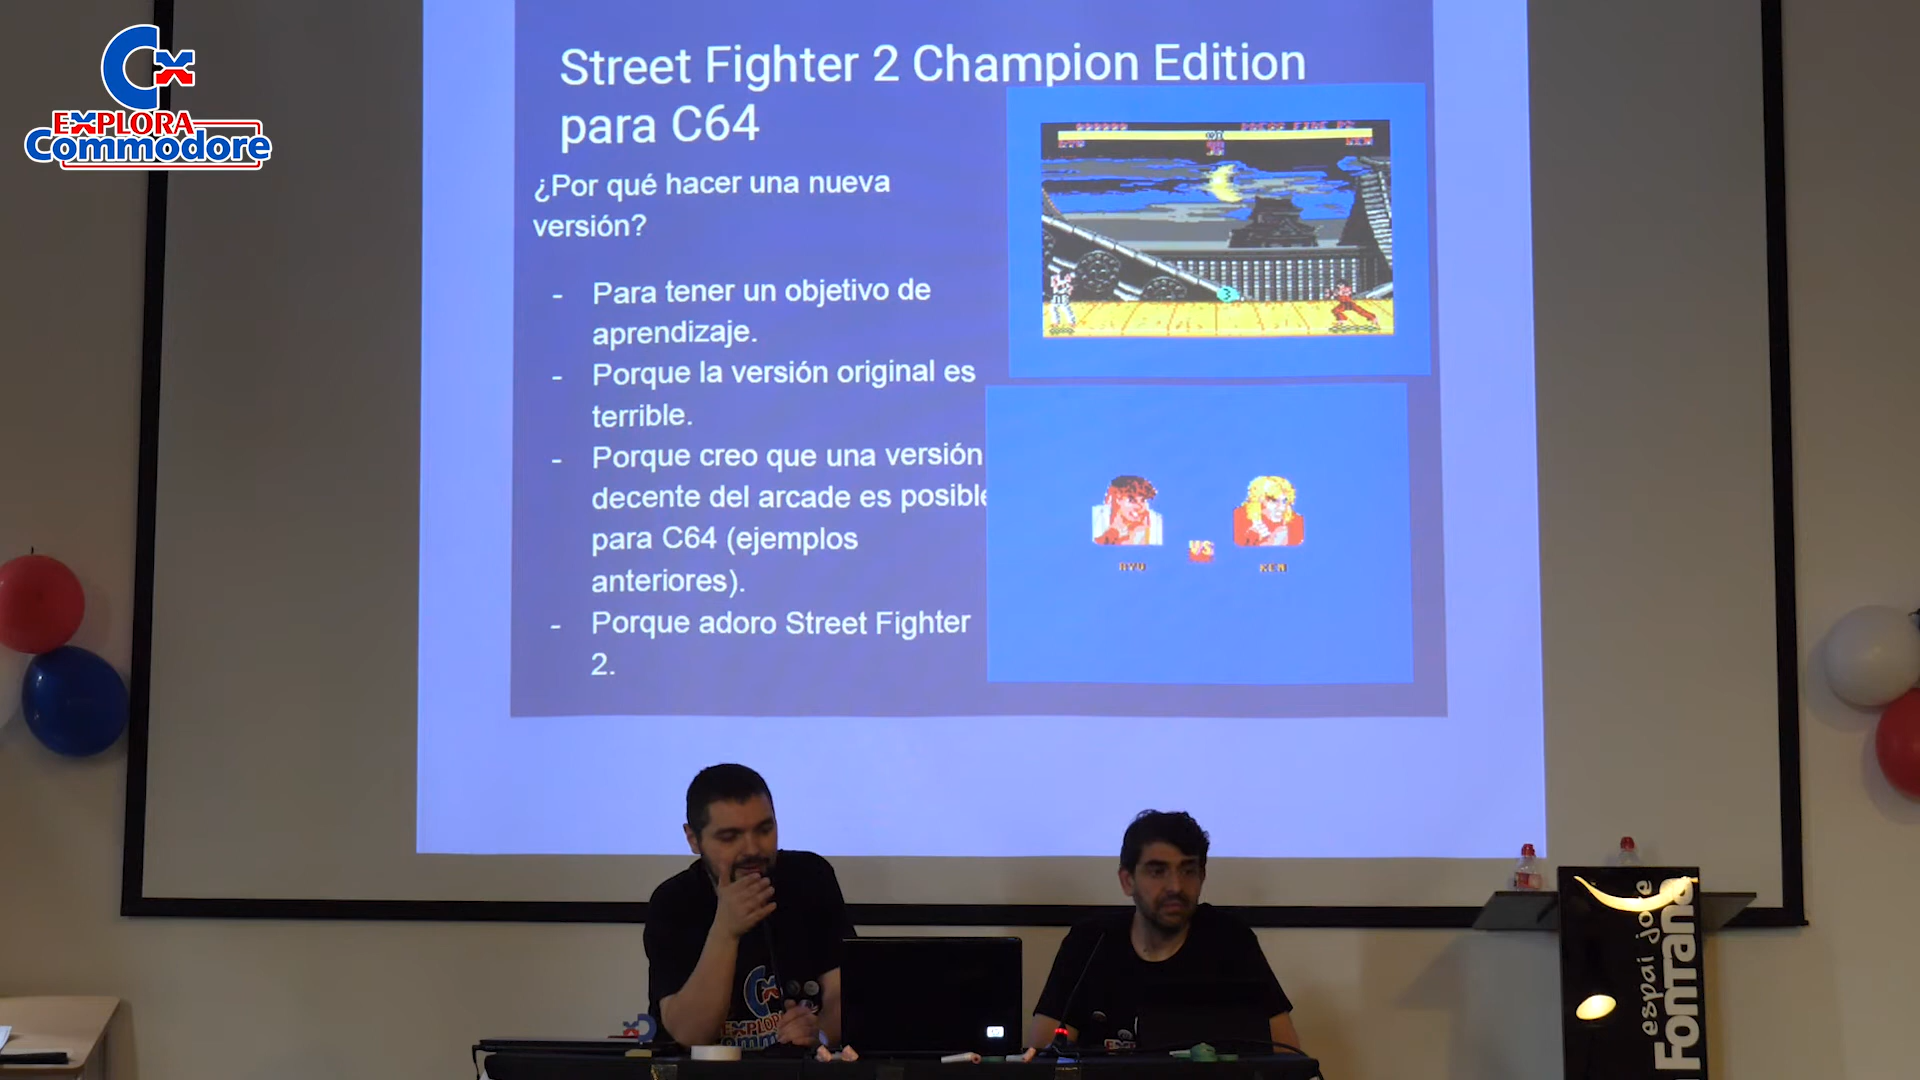 EXPLORA
Commodore
Street Fighter 2 Champion Edition
para C64
¿Por qué hacer una nueva
versión?
- Para tener un objetivo de
aprendizaje.
- Porque la versión original es
terrible.
- Porque creo que una versión
decente del arcade es posible
para C64 (ejemplos
anteriores).
- Porque adoro Street Fighter
2.
VS
RYU
KEN
EXPLORA
espai jove
Fontana